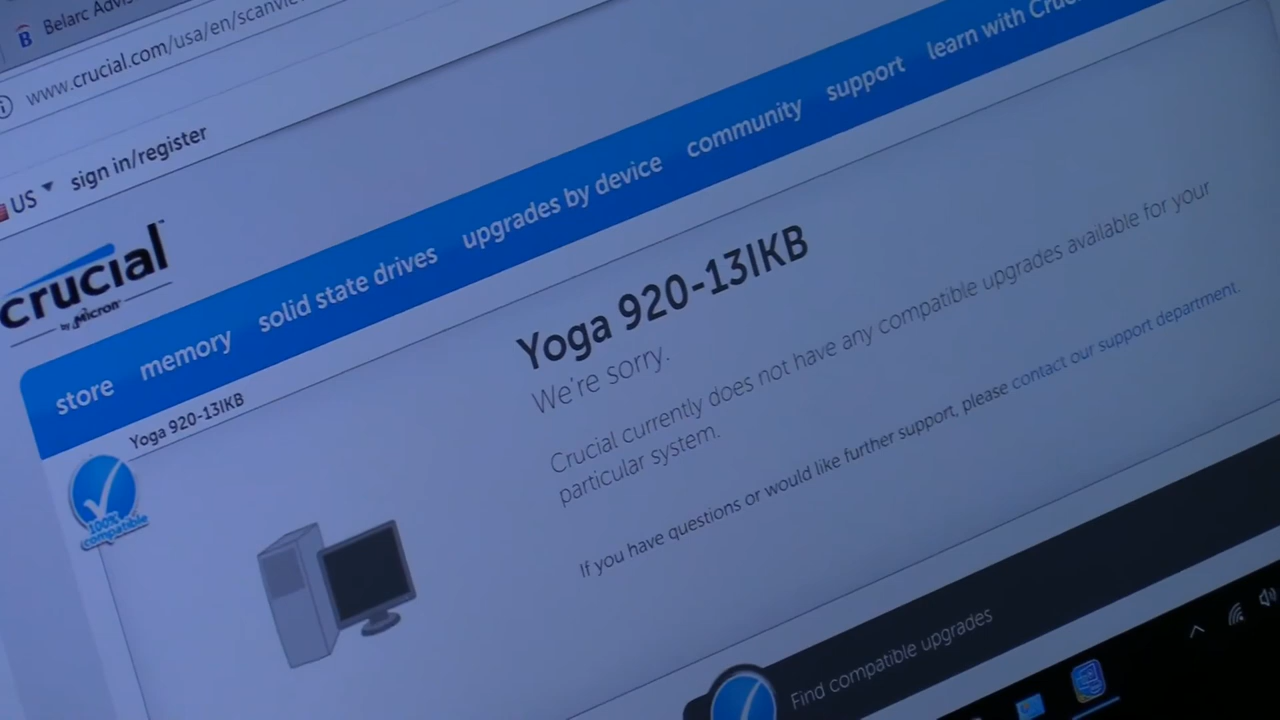 Belarc
www.crucial.com/usa/en/scanvie
US
sign in/register
crucial
by Micron
store memory solid state drives upgrades by device community support learn with
Yoga 920-13IKB
100%
compatible
Yoga 920-13IKB
We're sorry.
Crucial currently does not have any compatible upgrades available for your
particular system.
If you have questions or would like further support, please contact our support department.
Find compatible upgrades